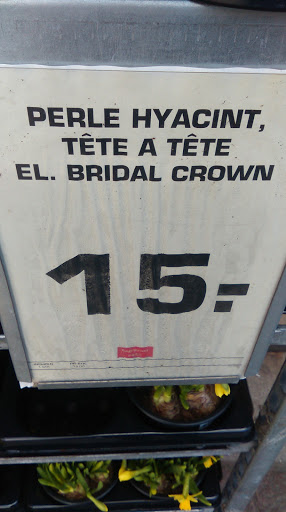 PERLE HYACINT,
TÊTE A TÊTE
EL. BRIDAL CROWN
15.-